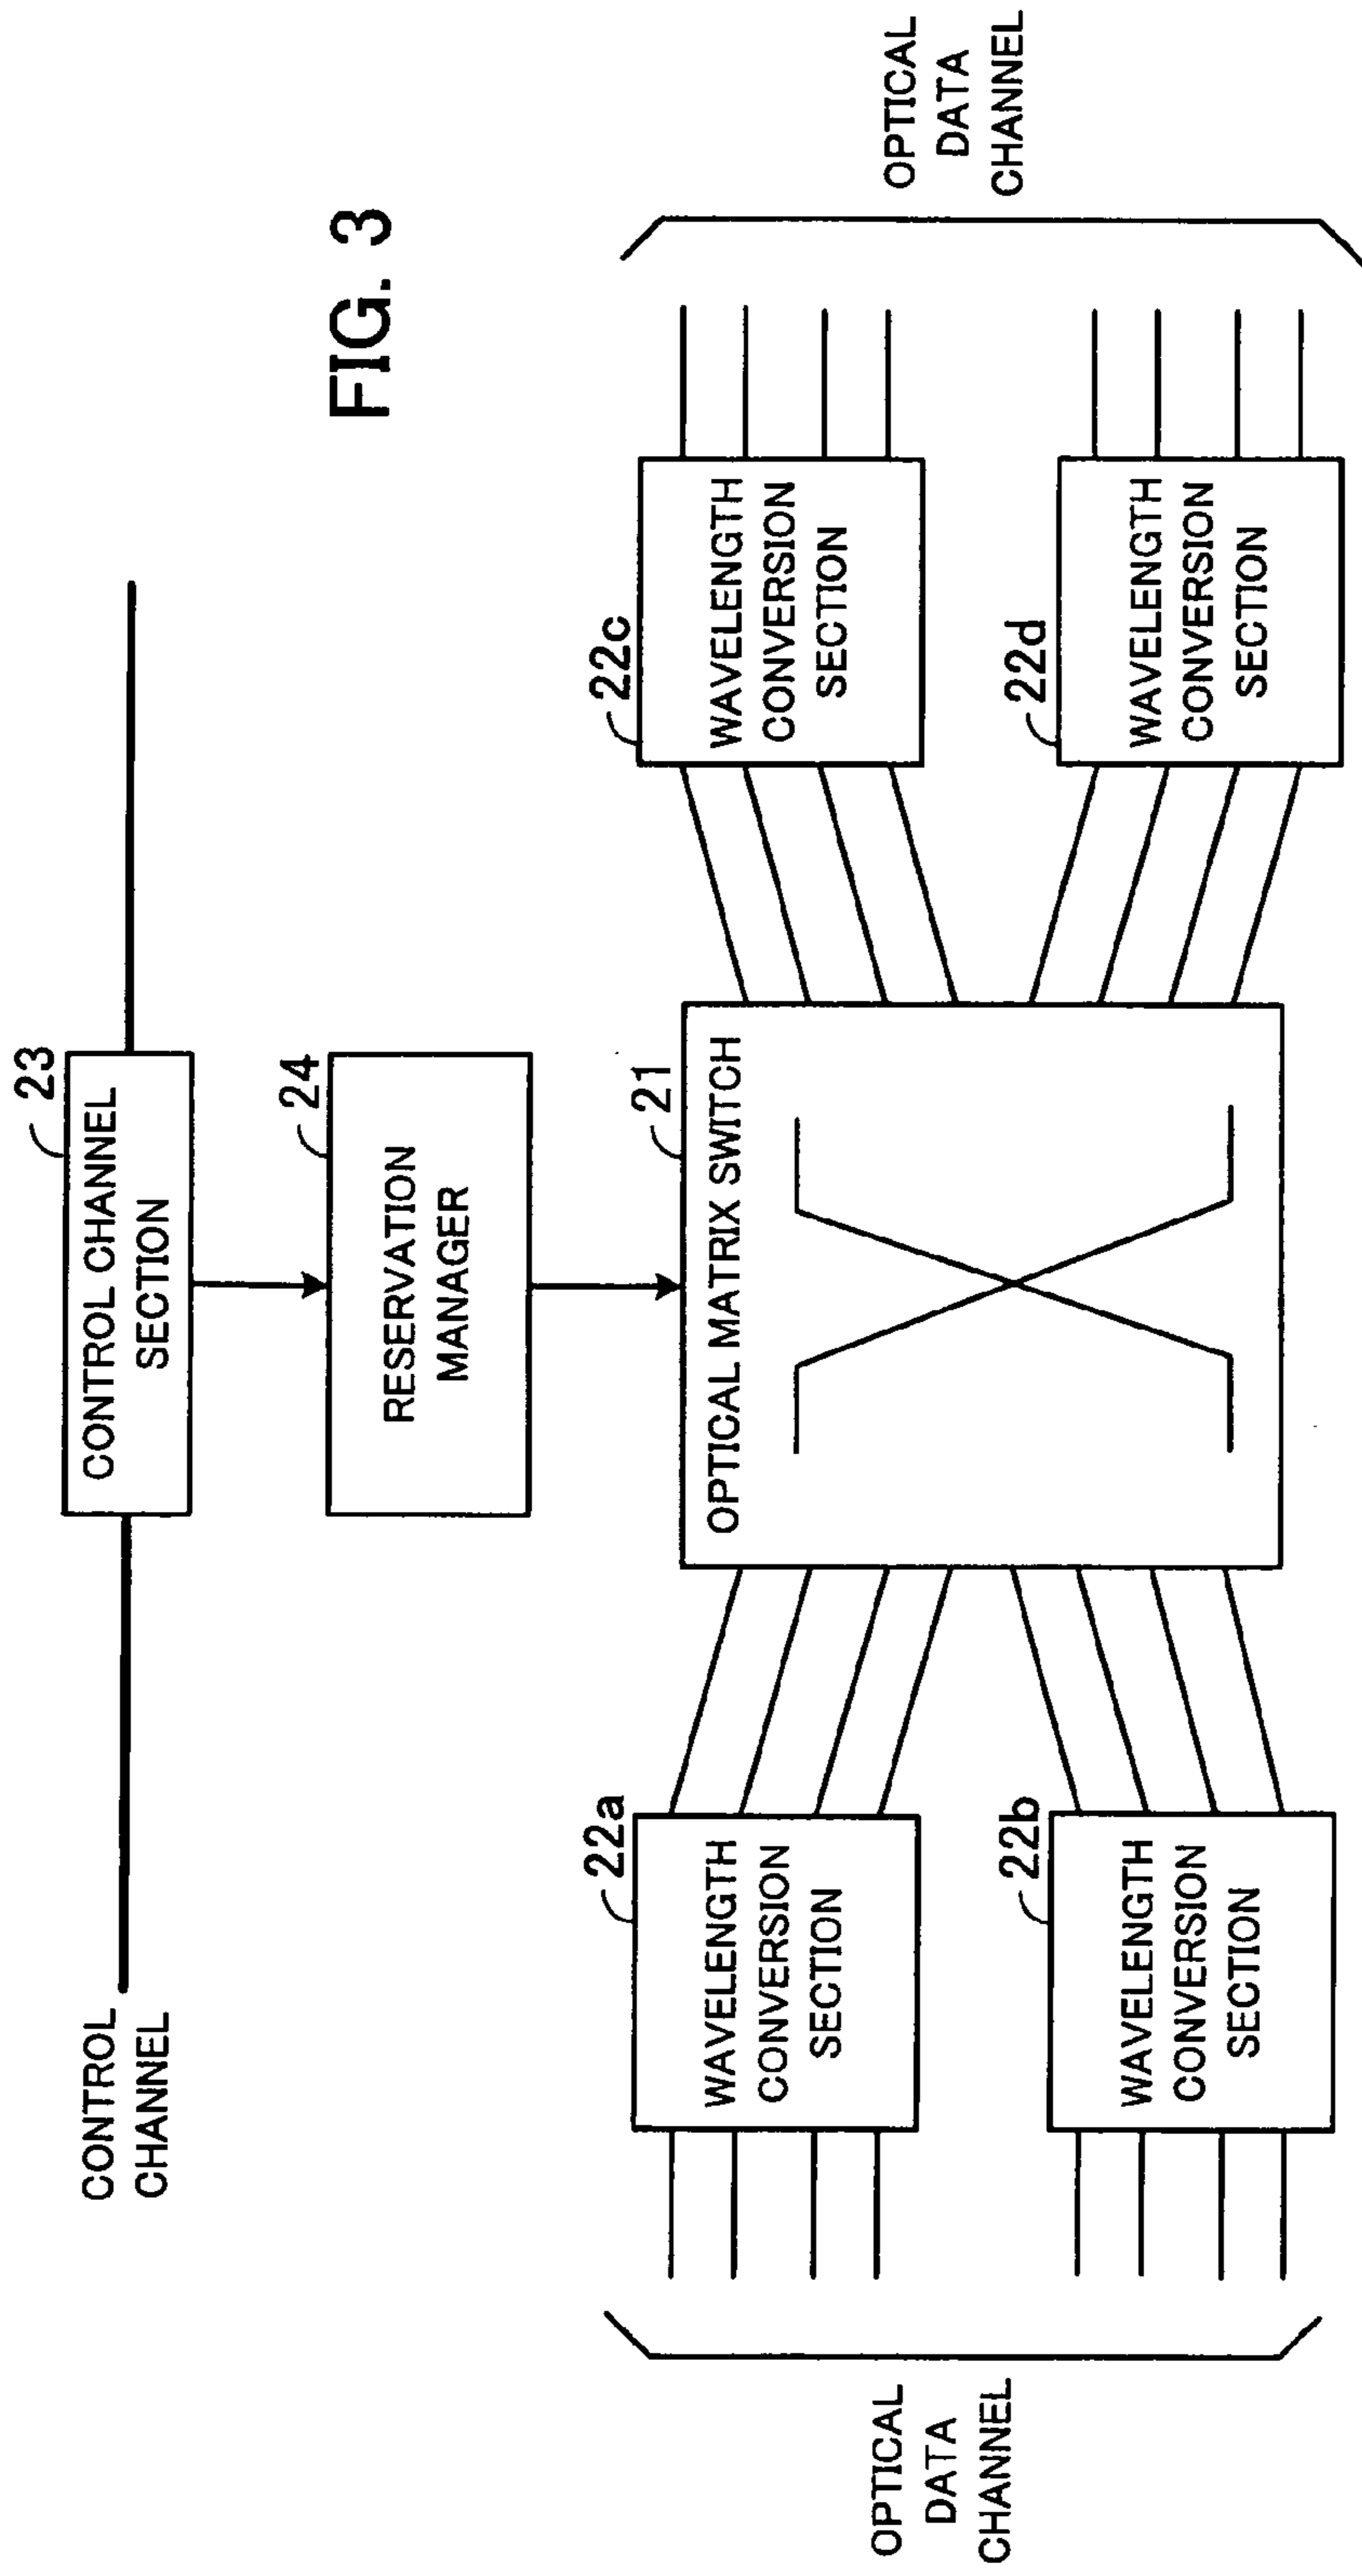 FIG. 3
CONTROL
CHANNEL
23
CONTROL CHANNEL
SECTION
24
RESERVATION
MANAGER
21
OPTICAL MATRIX SWITCH
22a
WAVELENGTH
CONVERSION
SECTION
22b
WAVELENGTH
CONVERSION
SECTION
22c
WAVELENGTH
CONVERSION
SECTION
22d
WAVELENGTH
CONVERSION
SECTION
OPTICAL
DATA
CHANNEL
OPTICAL
DATA
CHANNEL